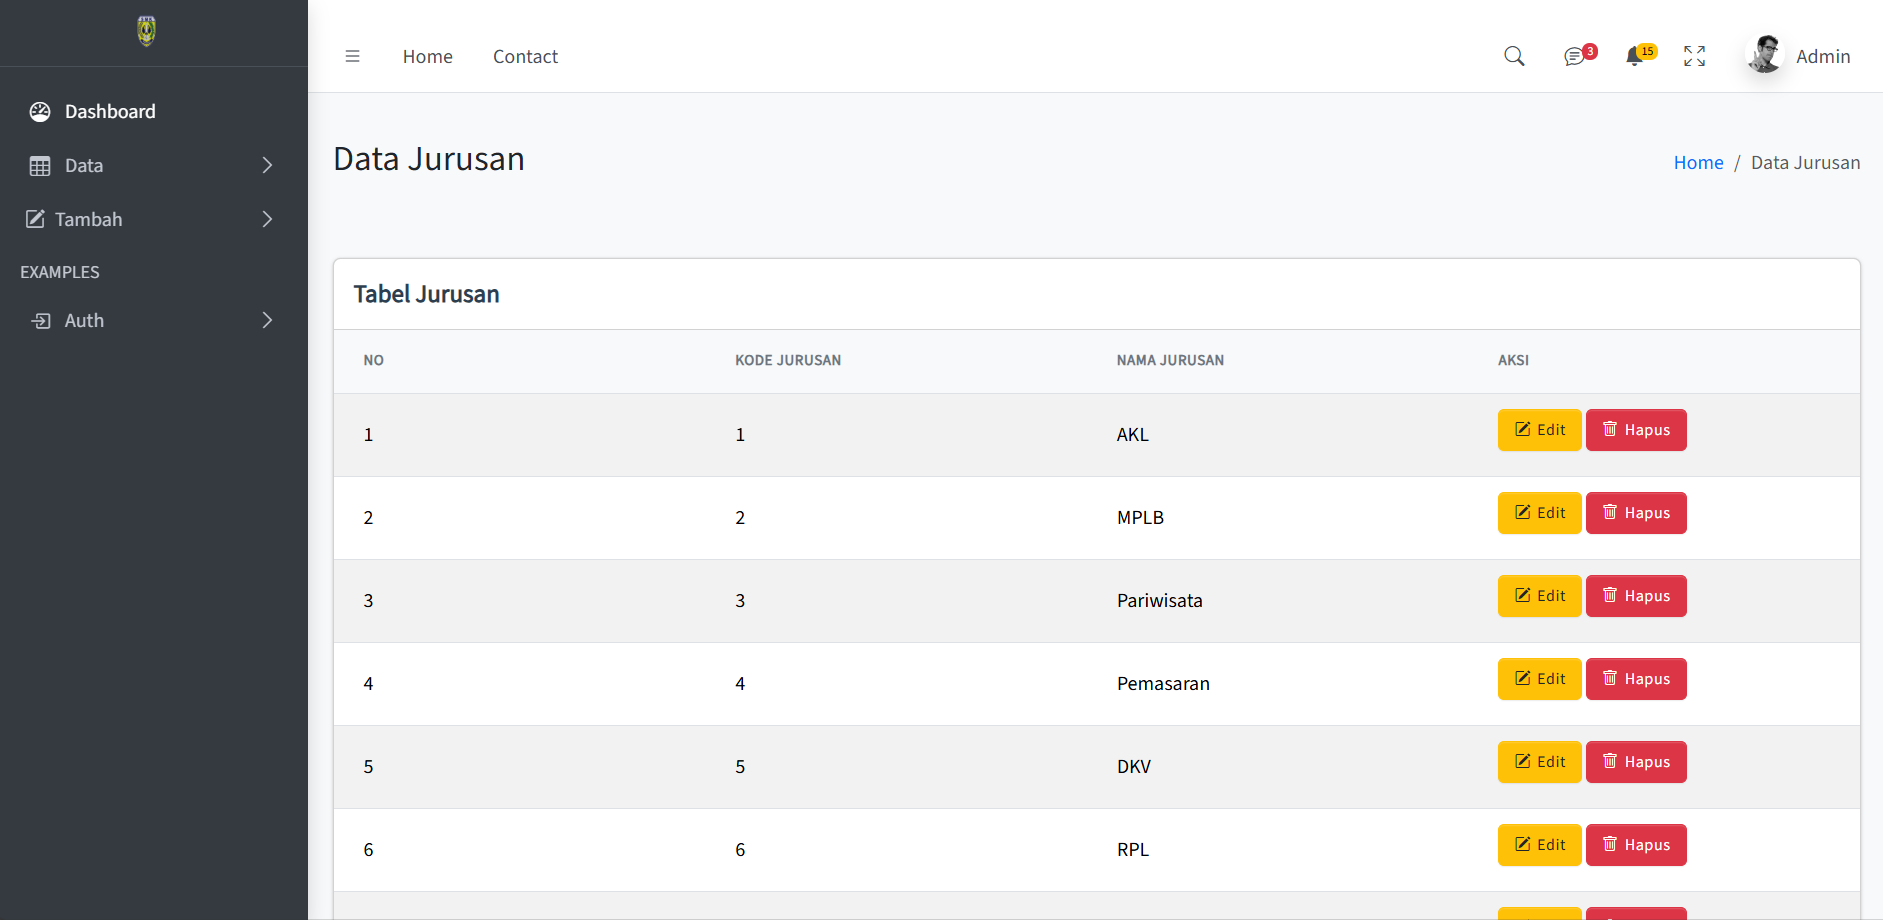 Home Contact 3 15 Admin
Dashboard
Data
Tambah
EXAMPLES
Auth
Data Jurusan
Home / Data Jurusan
Tabel Jurusan
NO KODE JURUSAN NAMA JURUSAN AKSI
1 1 AKL Edit Hapus
2 2 MPLB Edit Hapus
3 3 Pariwisata Edit Hapus
4 4 Pemasaran Edit Hapus
5 5 DKV Edit Hapus
6 6 RPL Edit Hapus